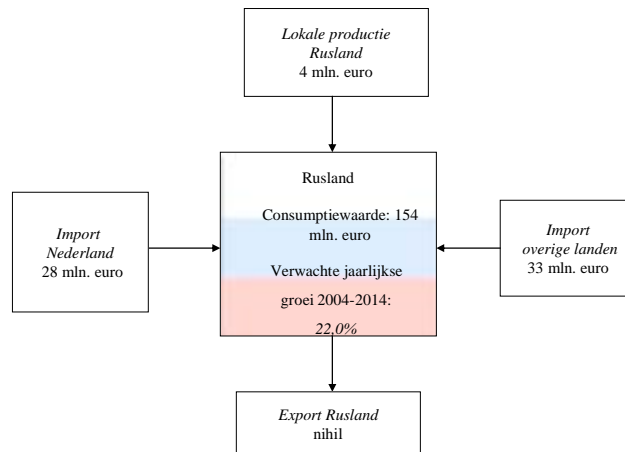 Lokale productie
Rusland
4 mln. euro
Rusland
Consumptiewaarde: 154
mln. euro
Verwachte jaarlijkse
groei 2004-2014:
22,0%
Import
Nederland
28 mln. euro
Import
overige landen
33 mln. euro
Export Rusland
nihil